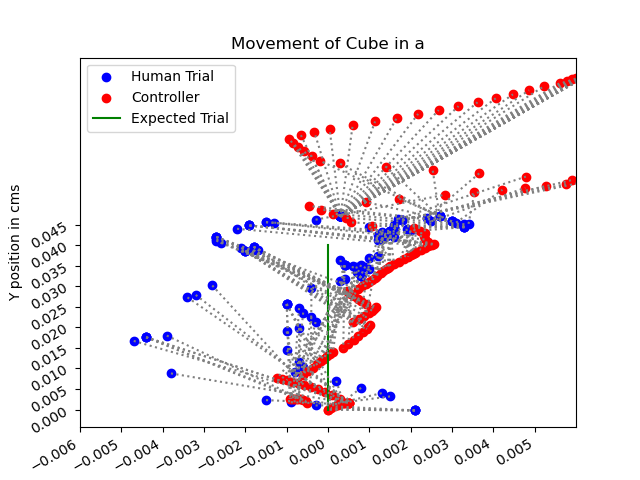 Movement of Cube in a
Human Trial
Controller
Expected Trial
Y position in cms
0.045
0.040
0.035
0.030
0.025
0.020
0.015
0.010
0.005
0.000
−0.006 −0.005 −0.004 −0.003 −0.002 −0.001 0.000 0.001 0.002 0.003 0.004 0.005